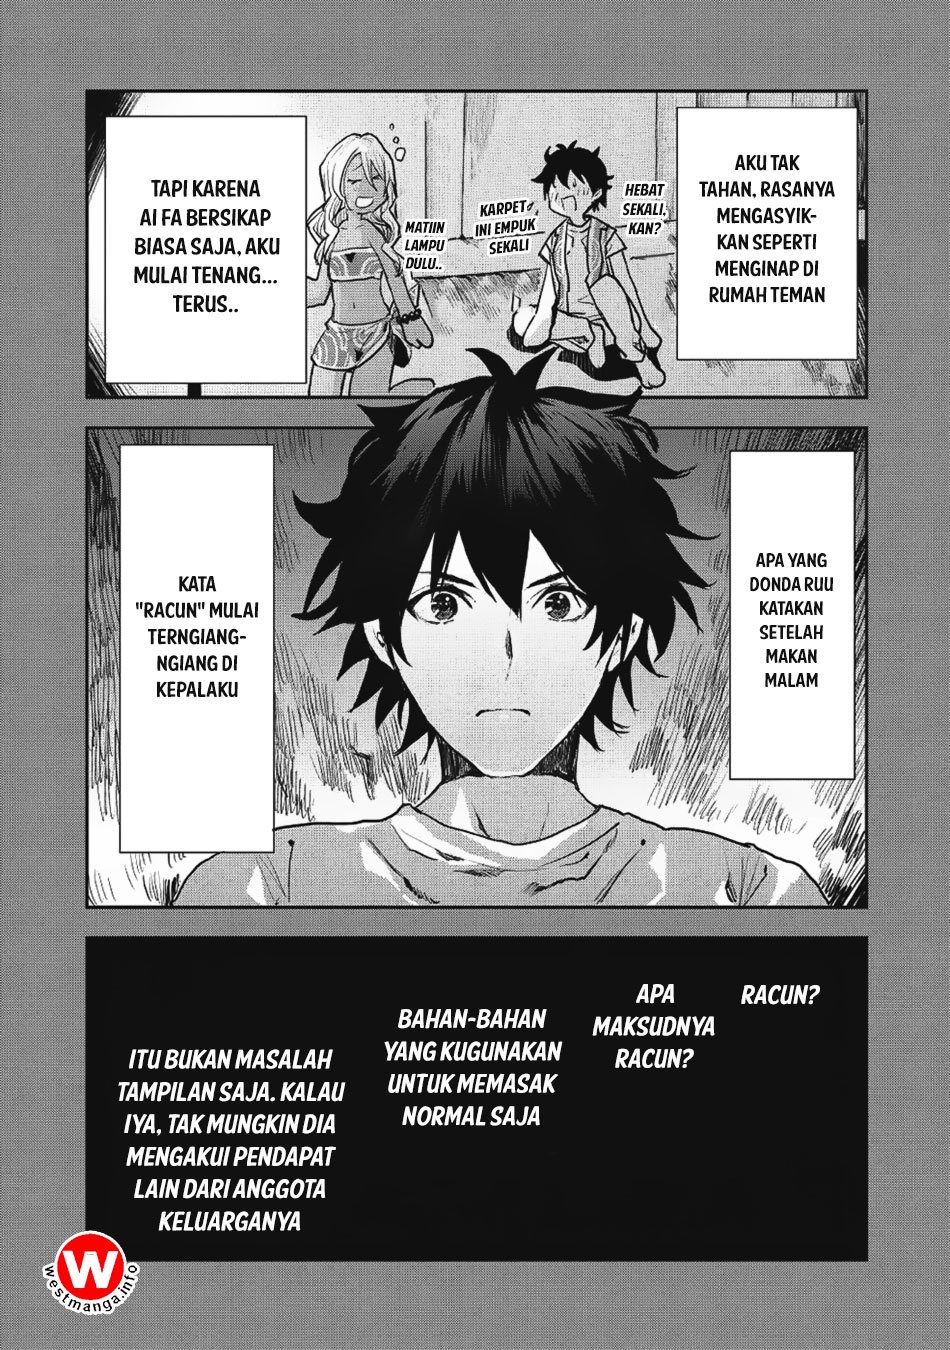 AKU TAK
TAHAN, RASANYA
MENGASYIK-
KAN SEPERTI
MENGINAP DI
RUMAH TEMAN
HEBAT
SEKALI,
KAN?
KARPET
INI EMPUK
SEKALI
MATIIN
LAMPU
DULU..
TAPI KARENA
AI FA BERSIKAP
BIASA SAJA, AKU
MULAI TENANG...
TERUS..
APA YANG
DONDA RUU
KATAKAN
SETELAH
MAKAN
MALAM
KATA
"RACUN" MULAI
TERNGIANG-
NGIANG DI
KEPALAKU
RACUN?
APA
MAKSUDNYA
RACUN?
BAHAN-BAHAN
YANG KUGUNAKAN
UNTUK MEMASAK
NORMAL SAJA
ITU BUKAN MASALAH
TAMPILAN SAJA. KALAU
IYA, TAK MUNGKIN DIA
MENGAKUI PENDAPAT
LAIN DARI ANGGOTA
KELUARGANYA
W
westmanga.info